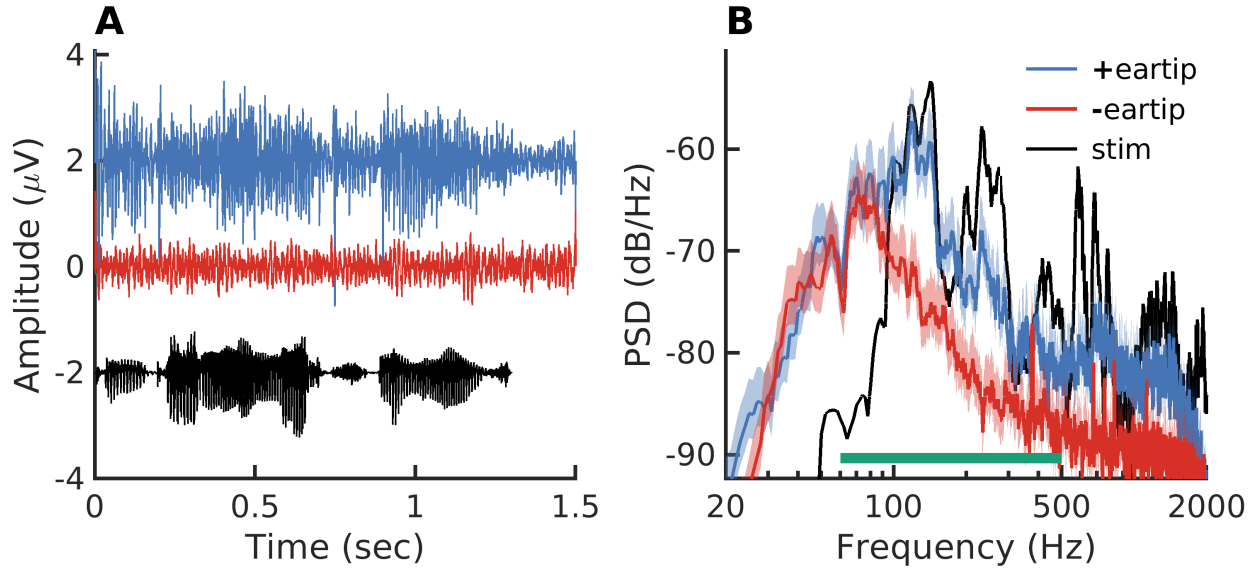 A
4
2
0
-2
-4
Amplitude (μV)
0
0.5
1
1.5
Time (sec)
B
+eartip
-eartip
stim
-60
-70
-80
-90
PSD (dB/Hz)
20
100
500
2000
Frequency (Hz)